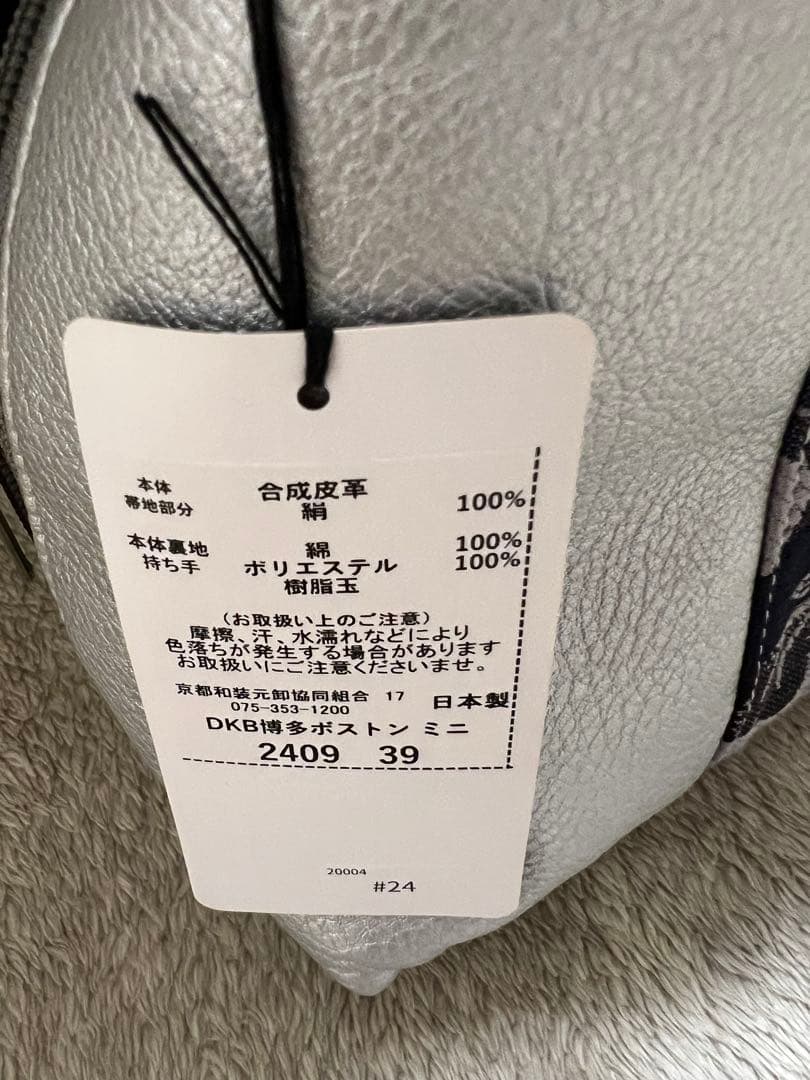 本体 合成皮革
帯地部分 絹 100%
本体裏地 綿 100%
持ち手 ポリエステル 100%
樹脂玉
(お取扱い上のご注意)
摩擦、汗、水濡れなどにより
色落ちが発生する場合があります
お取扱いにご注意くださいませ。
京都和装元卸協同組合 17 日本製
075-353-1200
DKB博多ボストン ミニ
2409 39
20004
#24